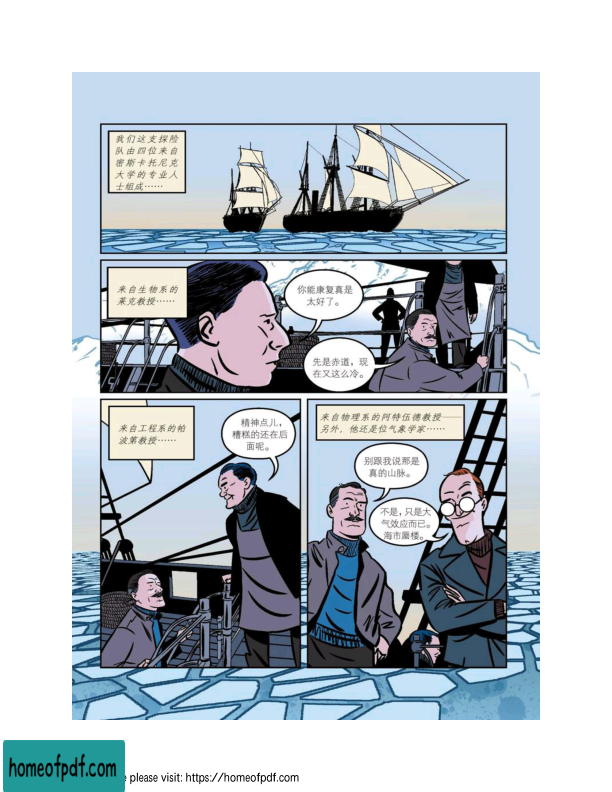 我们这支探险
队由四位来自
密斯卡托尼克
大学的专业人
士组成……
来自生物系的
莱克教授……
你能康复真是
太好了。
先是赤道，现
在又这么冷。
来自工程系的帕
波第教授……
精神点儿，
糟糕的还在后
面呢。
来自物理系的阿特伍德教授——
另外，他还是位气象学家……
别跟我说那是
真的山脉。
不是，只是大
气效应而已。
海市蜃楼。
homeofpdf.com
e please visit: https://homeofpdf.com